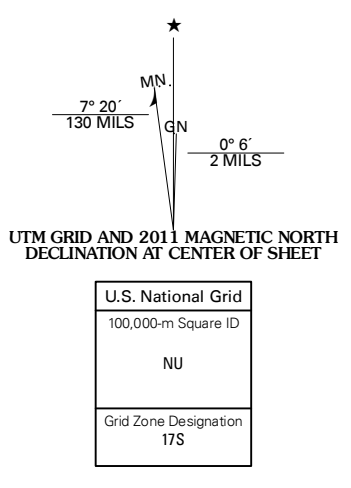 ★
MN.
GN
7° 20´
130 MILS
0° 6´
2 MILS
UTM GRID AND 2011 MAGNETIC NORTH
DECLINATION AT CENTER OF SHEET
U.S. National Grid
100,000-m Square ID
NU
Grid Zone Designation
17S